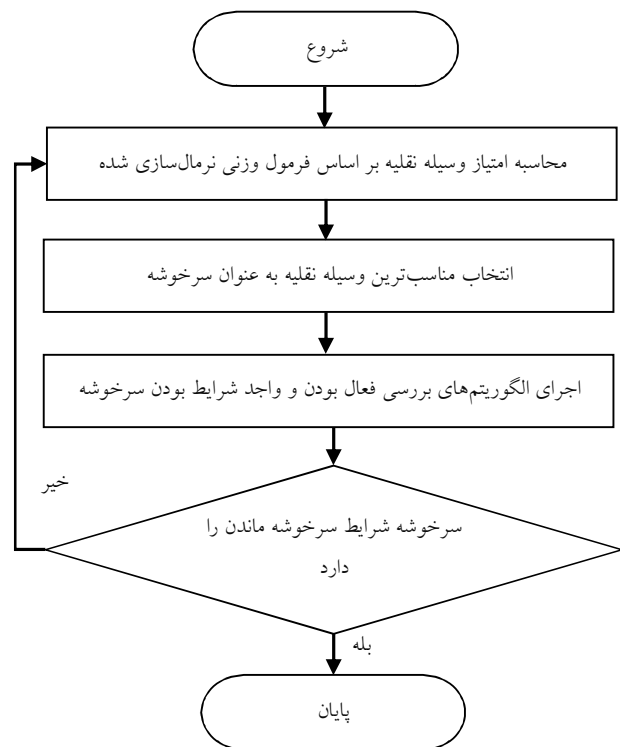 شروع
محاسبه امتیاز وسیله نقلیه بر اساس فرمول وزنی نرمال‌سازی شده
انتخاب مناسب‌ترین وسیله نقلیه به عنوان سرخوشه
اجرای الگوریتم‌های بررسی فعال بودن و واجد شرایط بودن سرخوشه
خیر
سرخوشه شرایط سرخوشه ماندن را
دارد
بله
پایان